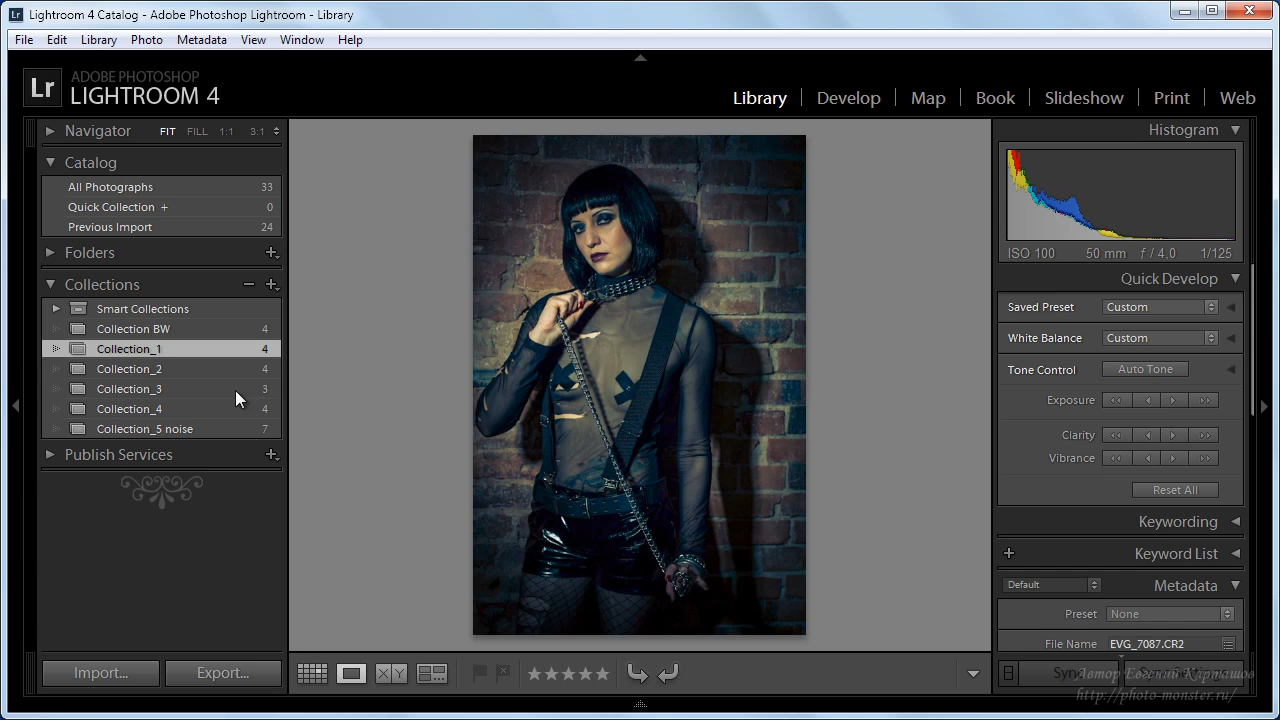 Lightroom 4 Catalog - Adobe Photoshop Lightroom - Library
File Edit Library Photo Metadata View Window Help
Lr ADOBE PHOTOSHOP
LIGHTROOM 4
Library Develop Map Book Slideshow Print Web
Navigator FIT FILL 1:1 3:1
Catalog
All Photographs 33
Quick Collection + 0
Previous Import 24
Folders
Collections
Smart Collections
Collection BW 4
Collection_1 4
Collection_2 4
Collection_3 3
Collection_4 4
Collection_5 noise 7
Publish Services
Import... Export...
XY
Histogram
ISO 100 50 mm ƒ / 4.0 1/125
Quick Develop
Saved Preset Custom
White Balance Custom
Tone Control Auto Tone
Exposure
Clarity
Vibrance
Reset All
Keywording
Keyword List
Default Metadata
Preset None
File Name EVG_7087.CR2
Автор Евгений Карташов
http://photo-monster.ru/